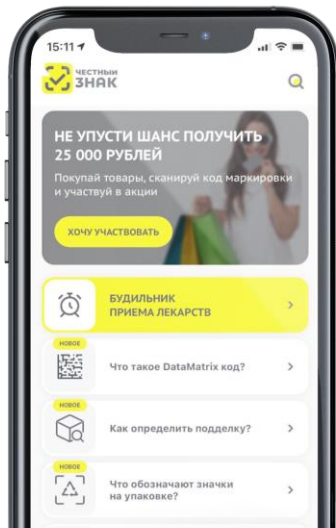 15:11
ЧЕСТНЫЙ
ЗНАК
НЕ УПУСТИ ШАНС ПОЛУЧИТЬ
25 000 РУБЛЕЙ
Покупай товары, сканируй код маркировки
и участвуй в акции
ХОЧУ УЧАСТВОВАТЬ
БУДИЛЬНИК
ПРИЕМА ЛЕКАРСТВ
НОВОЕ
Что такое DataMatrix код?
НОВОЕ
Как определить подделку?
НОВОЕ
Что обозначают значки
на упаковке?